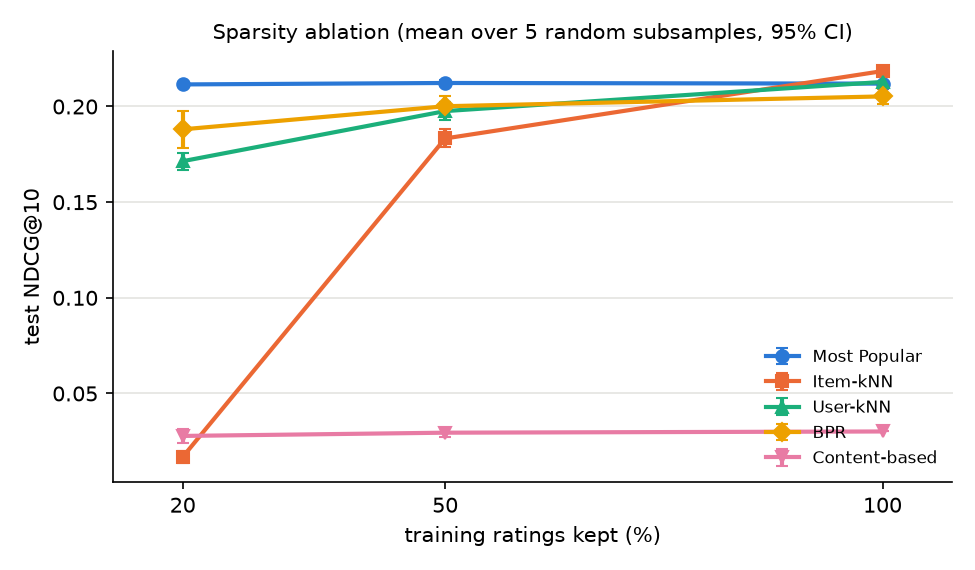 Sparsity ablation (mean over 5 random subsamples, 95% CI)
test NDCG@10
0.20
0.15
0.10
0.05
20
50
100
training ratings kept (%)
Most Popular
Item-kNN
User-kNN
BPR
Content-based